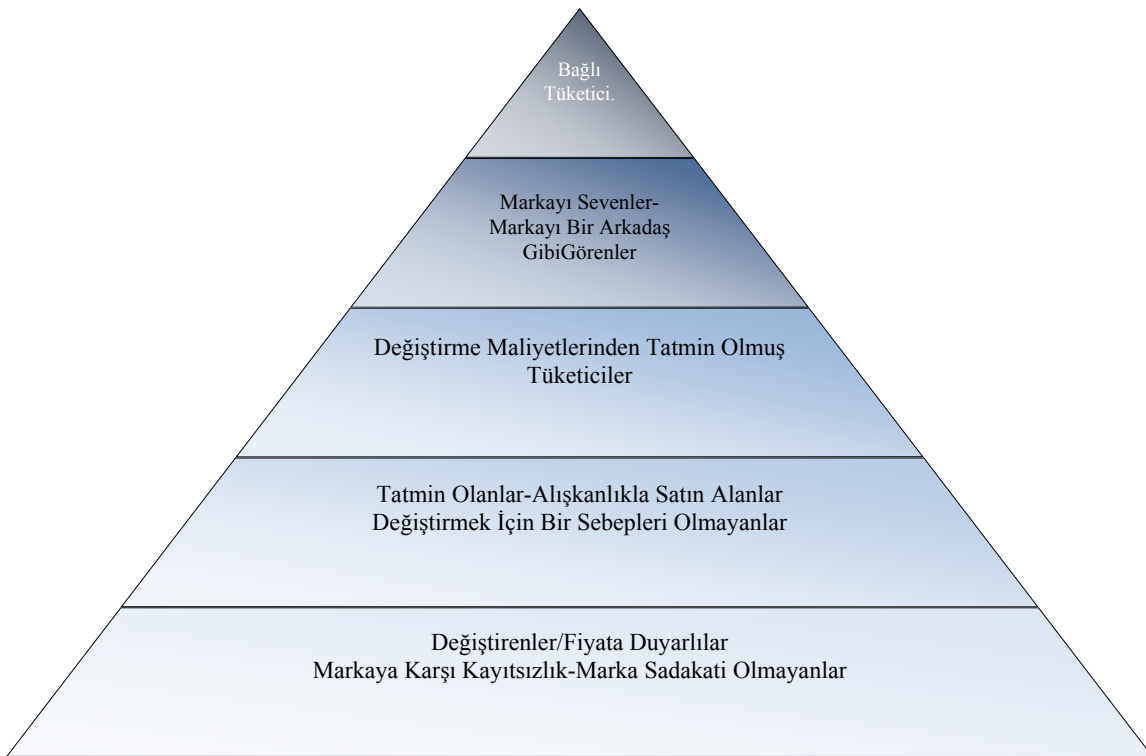 Bağlı
Tüketici.
Markayı Sevenler-
Markayı Bir Arkadaş
GibiGörenler
Değiştirme Maliyetlerinden Tatmin Olmuş
Tüketiciler
Tatmin Olanlar-Alışkanlıkla Satın Alanlar
Değiştirmek İçin Bir Sebepleri Olmayanlar
Değiştirenler/Fiyata Duyarlılar
Markaya Karşı Kayıtsızlık-Marka Sadakati Olmayanlar